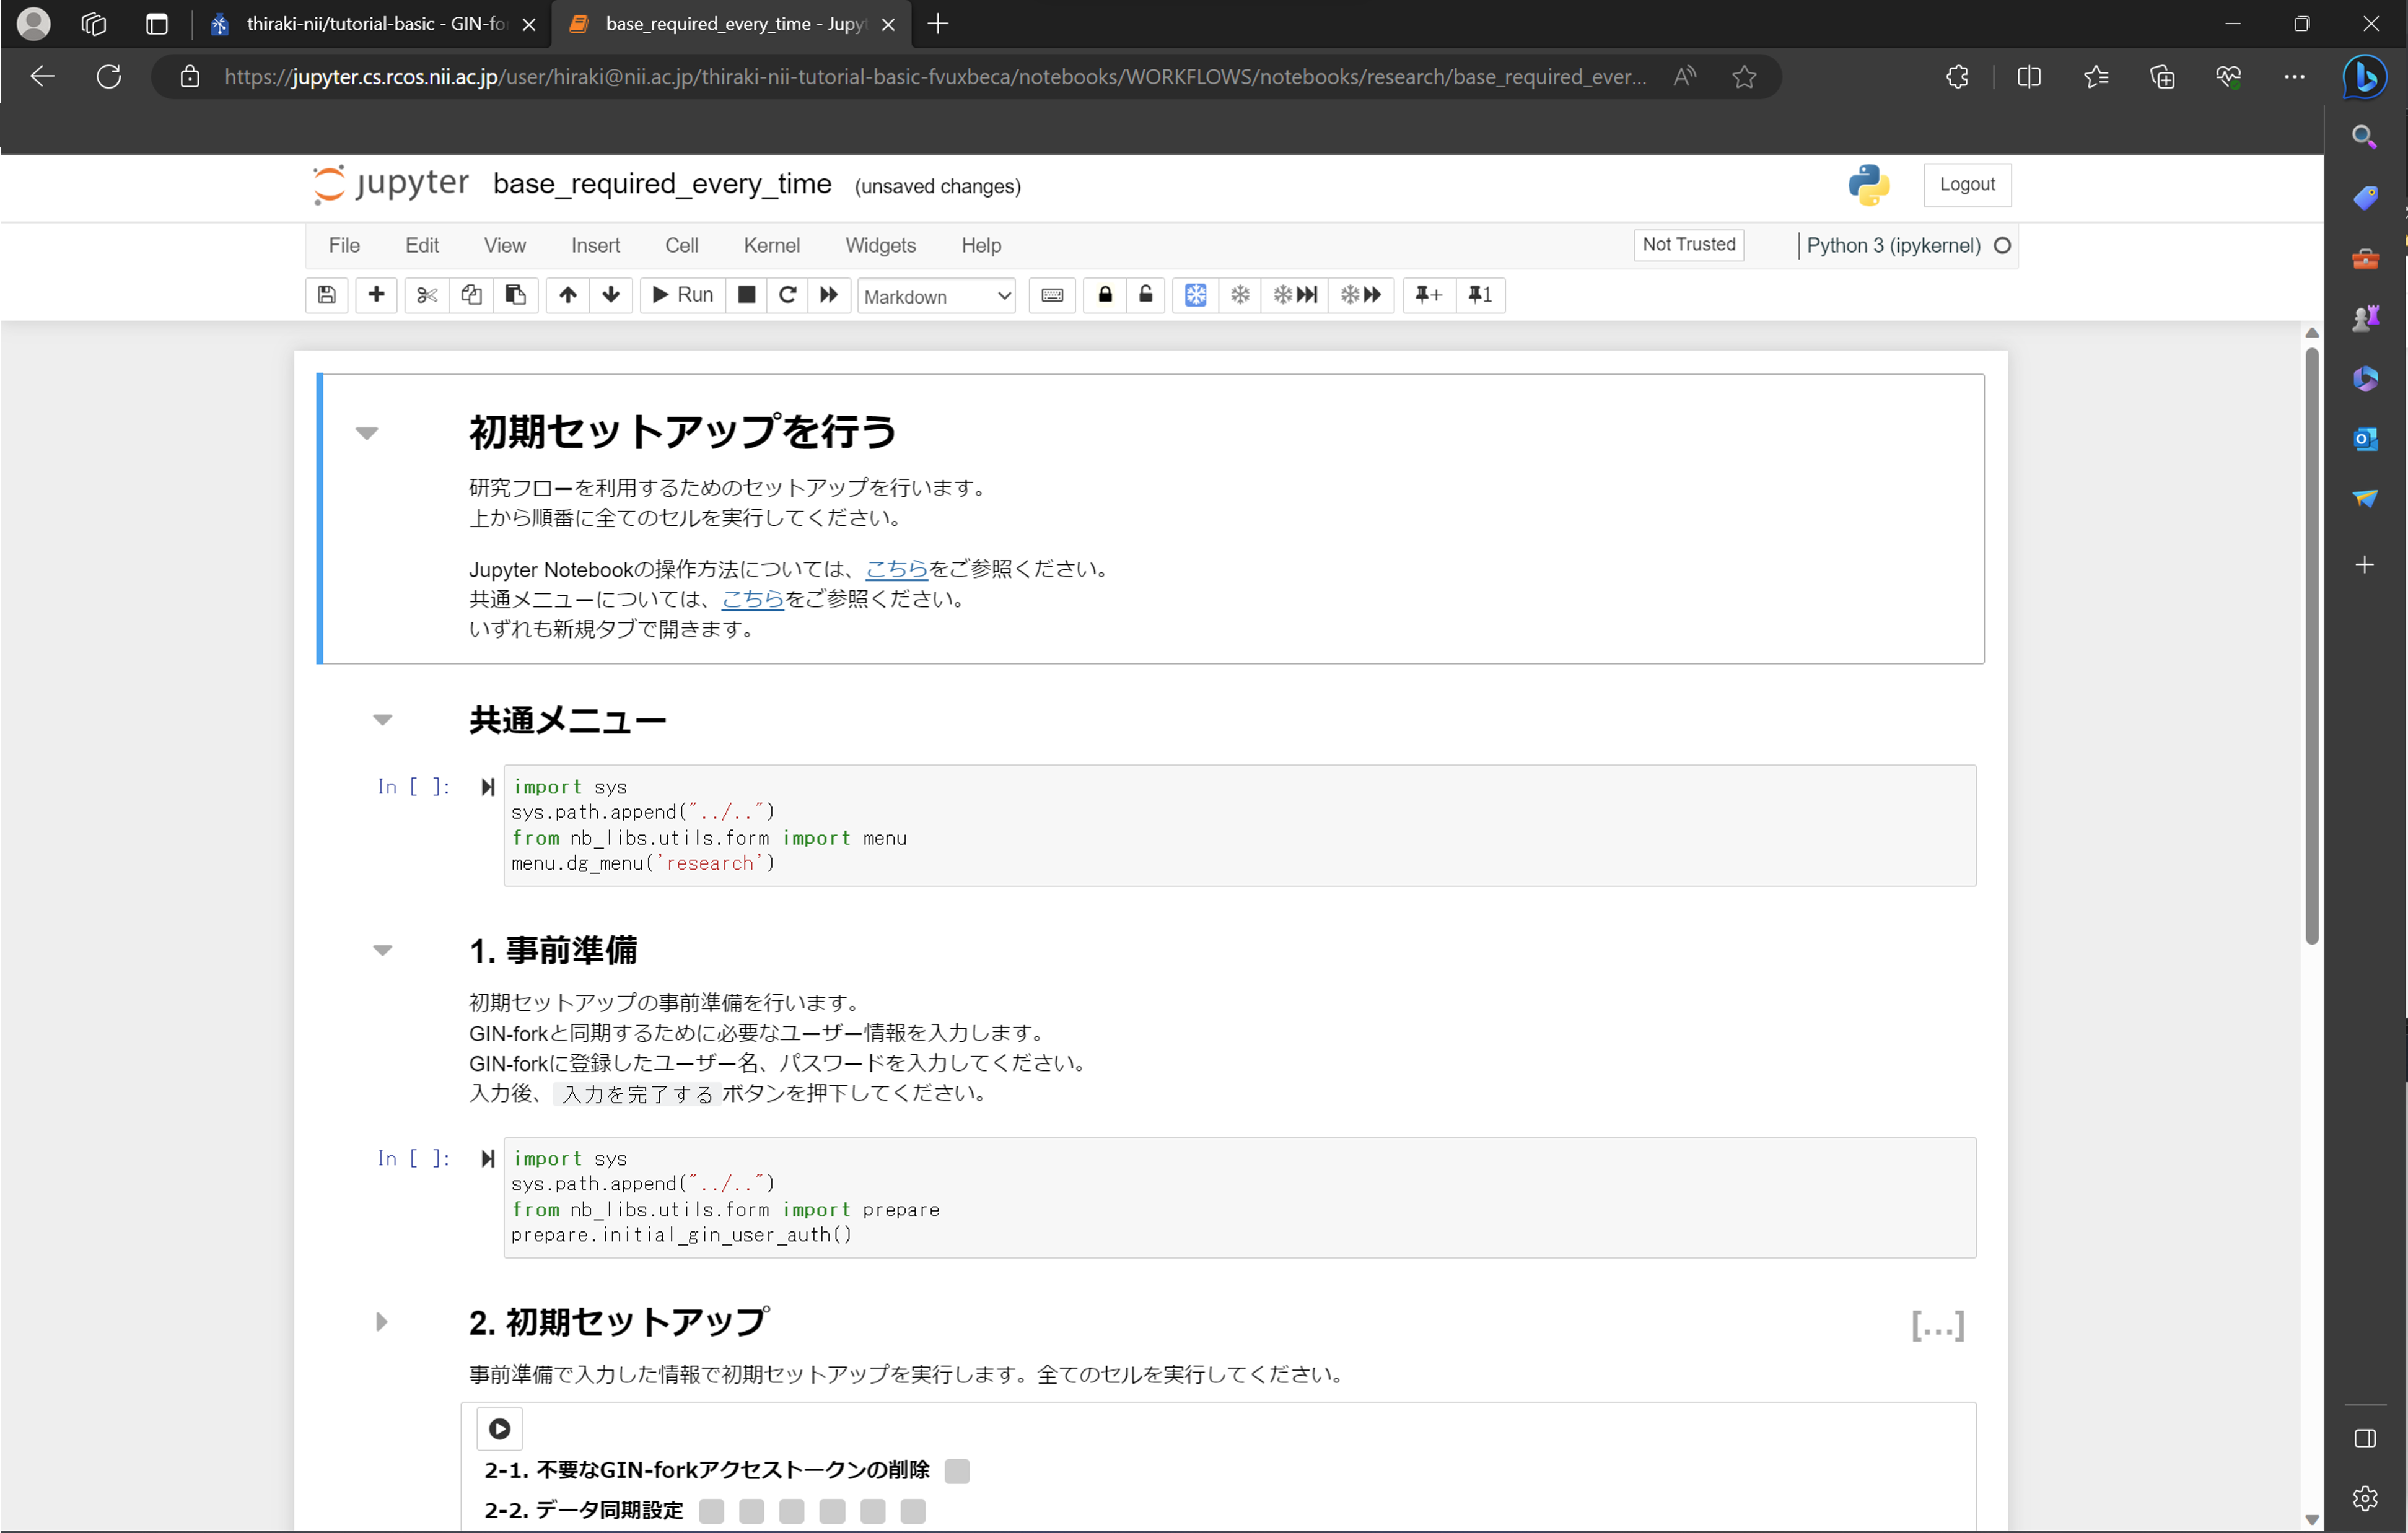 thiraki-nii/tutorial-basic - GIN-fo
base_required_every_time - Jupy
https://jupyter.cs.rcos.nii.ac.jp/user/hiraki@nii.ac.jp/thiraki-nii-tutorial-basic-fvuxbeca/notebooks/WORKFLOWS/notebooks/research/base_required_ever...
jupyter base_required_every_time (unsaved changes)
Logout
File Edit View Insert Cell Kernel Widgets Help
Not Trusted
Python 3 (ipykernel)
Run
Markdown
+
1
初期セットアップを行う
研究フローを利用するためのセットアップを行います。
上から順番に全てのセルを実行してください。
Jupyter Notebookの操作方法については、こちらをご参照ください。
共通メニューについては、こちらをご参照ください。
いずれも新規タブで開きます。
共通メニュー
In [ ]:
import sys
sys.path.append("../..")
from nb_libs.utils.form import menu
menu.dg_menu('research')
1. 事前準備
初期セットアップの事前準備を行います。
GIN-forkと同期するために必要なユーザー情報を入力します。
GIN-forkに登録したユーザー名、パスワードを入力してください。
入力後、 入力を完了する ボタンを押下してください。
In [ ]:
import sys
sys.path.append("../..")
from nb_libs.utils.form import prepare
prepare.initial_gin_user_auth()
2. 初期セットアップ
[...]
事前準備で入力した情報で初期セットアップを実行します。全てのセルを実行してください。
2-1. 不要なGIN-forkアクセストークンの削除
2-2. データ同期設定